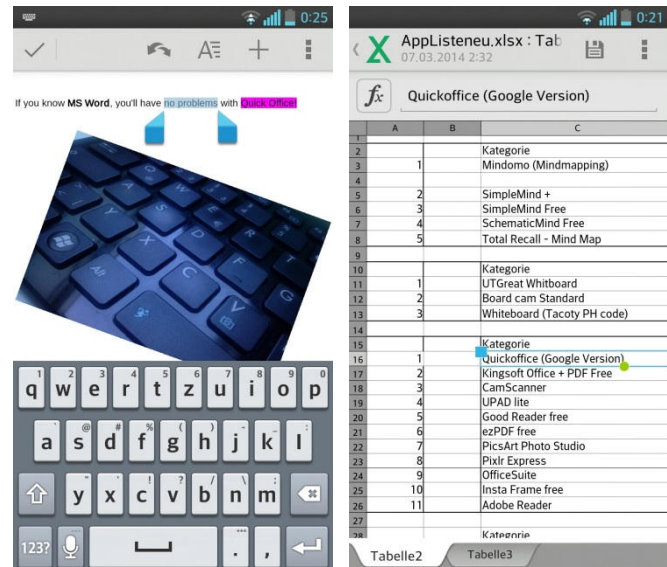 0:25
If you know MS Word, you'll have no problems with Quick Office!
Alt
X
C
V
D
F
G
1 2 3 4 5 6 7 8 9 0
q w e r t z u i o p
@ # & % + ( ) - _
a s d f g h j k l
y x c v b n m
123?
. ,
0:21
AppListeneu.xlsx : Tab
07.03.2014 2:32
fx Quickoffice (Google Version)
A B C
1
2 Kategorie
3 1 Mindomo (Mindmapping)
4
5 2 SimpleMind +
6 3 SimpleMind Free
7 4 SchematicMind Free
8 5 Total Recall - Mind Map
9
10 Kategorie
11 1 UTGreat Whitboard
12 2 Board cam Standard
13 3 Whiteboard (Tacoty PH code)
14
15 Kategorie
16 1 Quickoffice (Google Version)
17 2 Kingsoft Office + PDF Free
18 3 CamScanner
19 4 UPAD lite
20 5 Good Reader free
21 6 ezPDF free
22 7 PicsArt Photo Studio
23 8 Pixlr Express
24 9 OfficeSuite
25 10 Insta Frame free
26 11 Adobe Reader
27
28 Kategorie
Tabelle2 Tabelle3